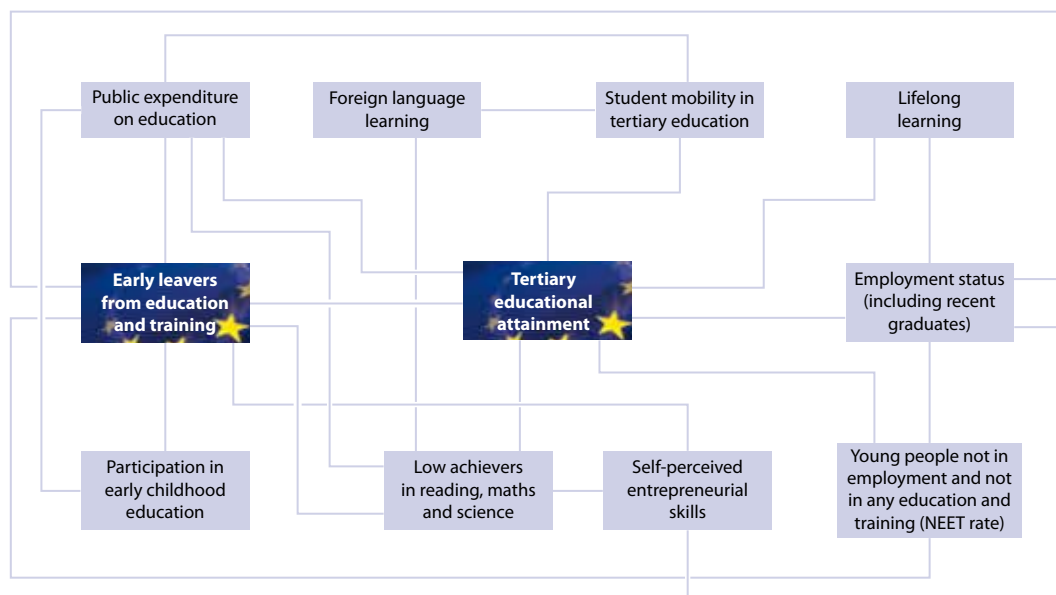 Public expenditure
on education
Foreign language
learning
Student mobility in
tertiary education
Lifelong
learning
Early leavers
from education
and training
Tertiary
educational
attainment
Employment status
(including recent
graduates)
Participation in
early childhood
education
Low achievers
in reading, maths
and science
Self-perceived
entrepreneurial
skills
Young people not in
employment and not
in any education and
training (NEET rate)